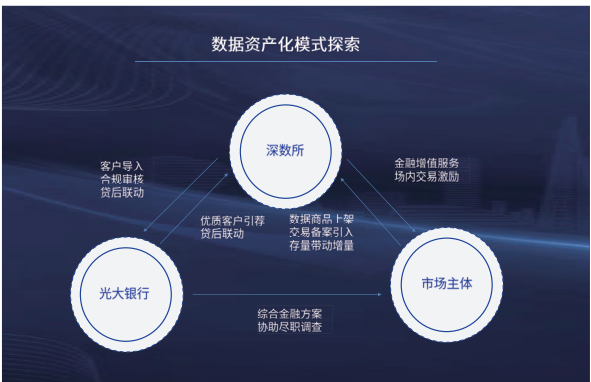 数据资产化模式探索
深数所
客户导入
合规审核
贷后联动
金融增值服务
场内交易激励
优质客户引荐
贷后联动
数据商品上架
交易备案引入
存量带动增量
光大银行
市场主体
综合金融方案
协助尽职调查